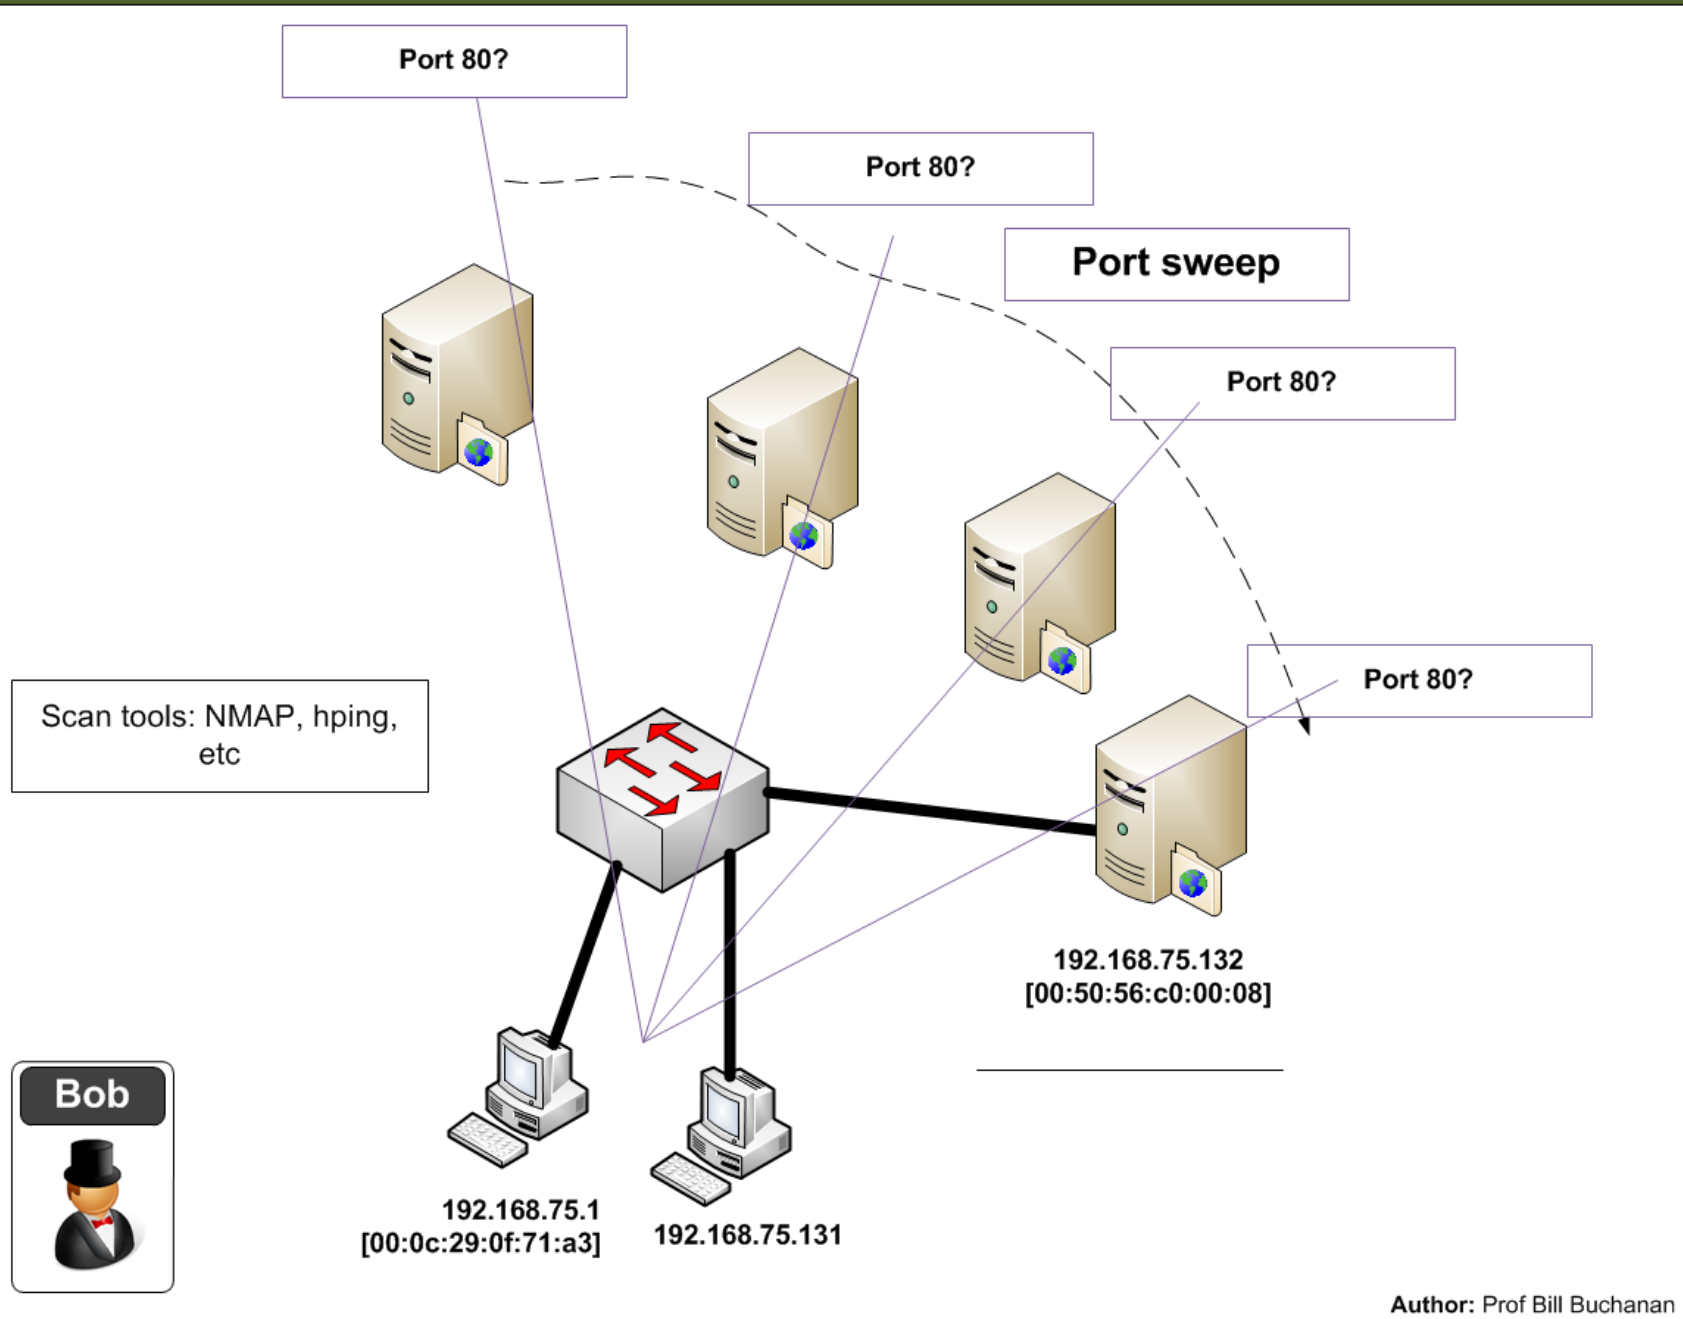 Port 80?
Port 80?
Port sweep
Port 80?
Port 80?
Scan tools: NMAP, hping,
etc
192.168.75.132
[00:50:56:c0:00:08]
Bob
192.168.75.1
[00:0c:29:0f:71:a3]
192.168.75.131
Author: Prof Bill Buchanan